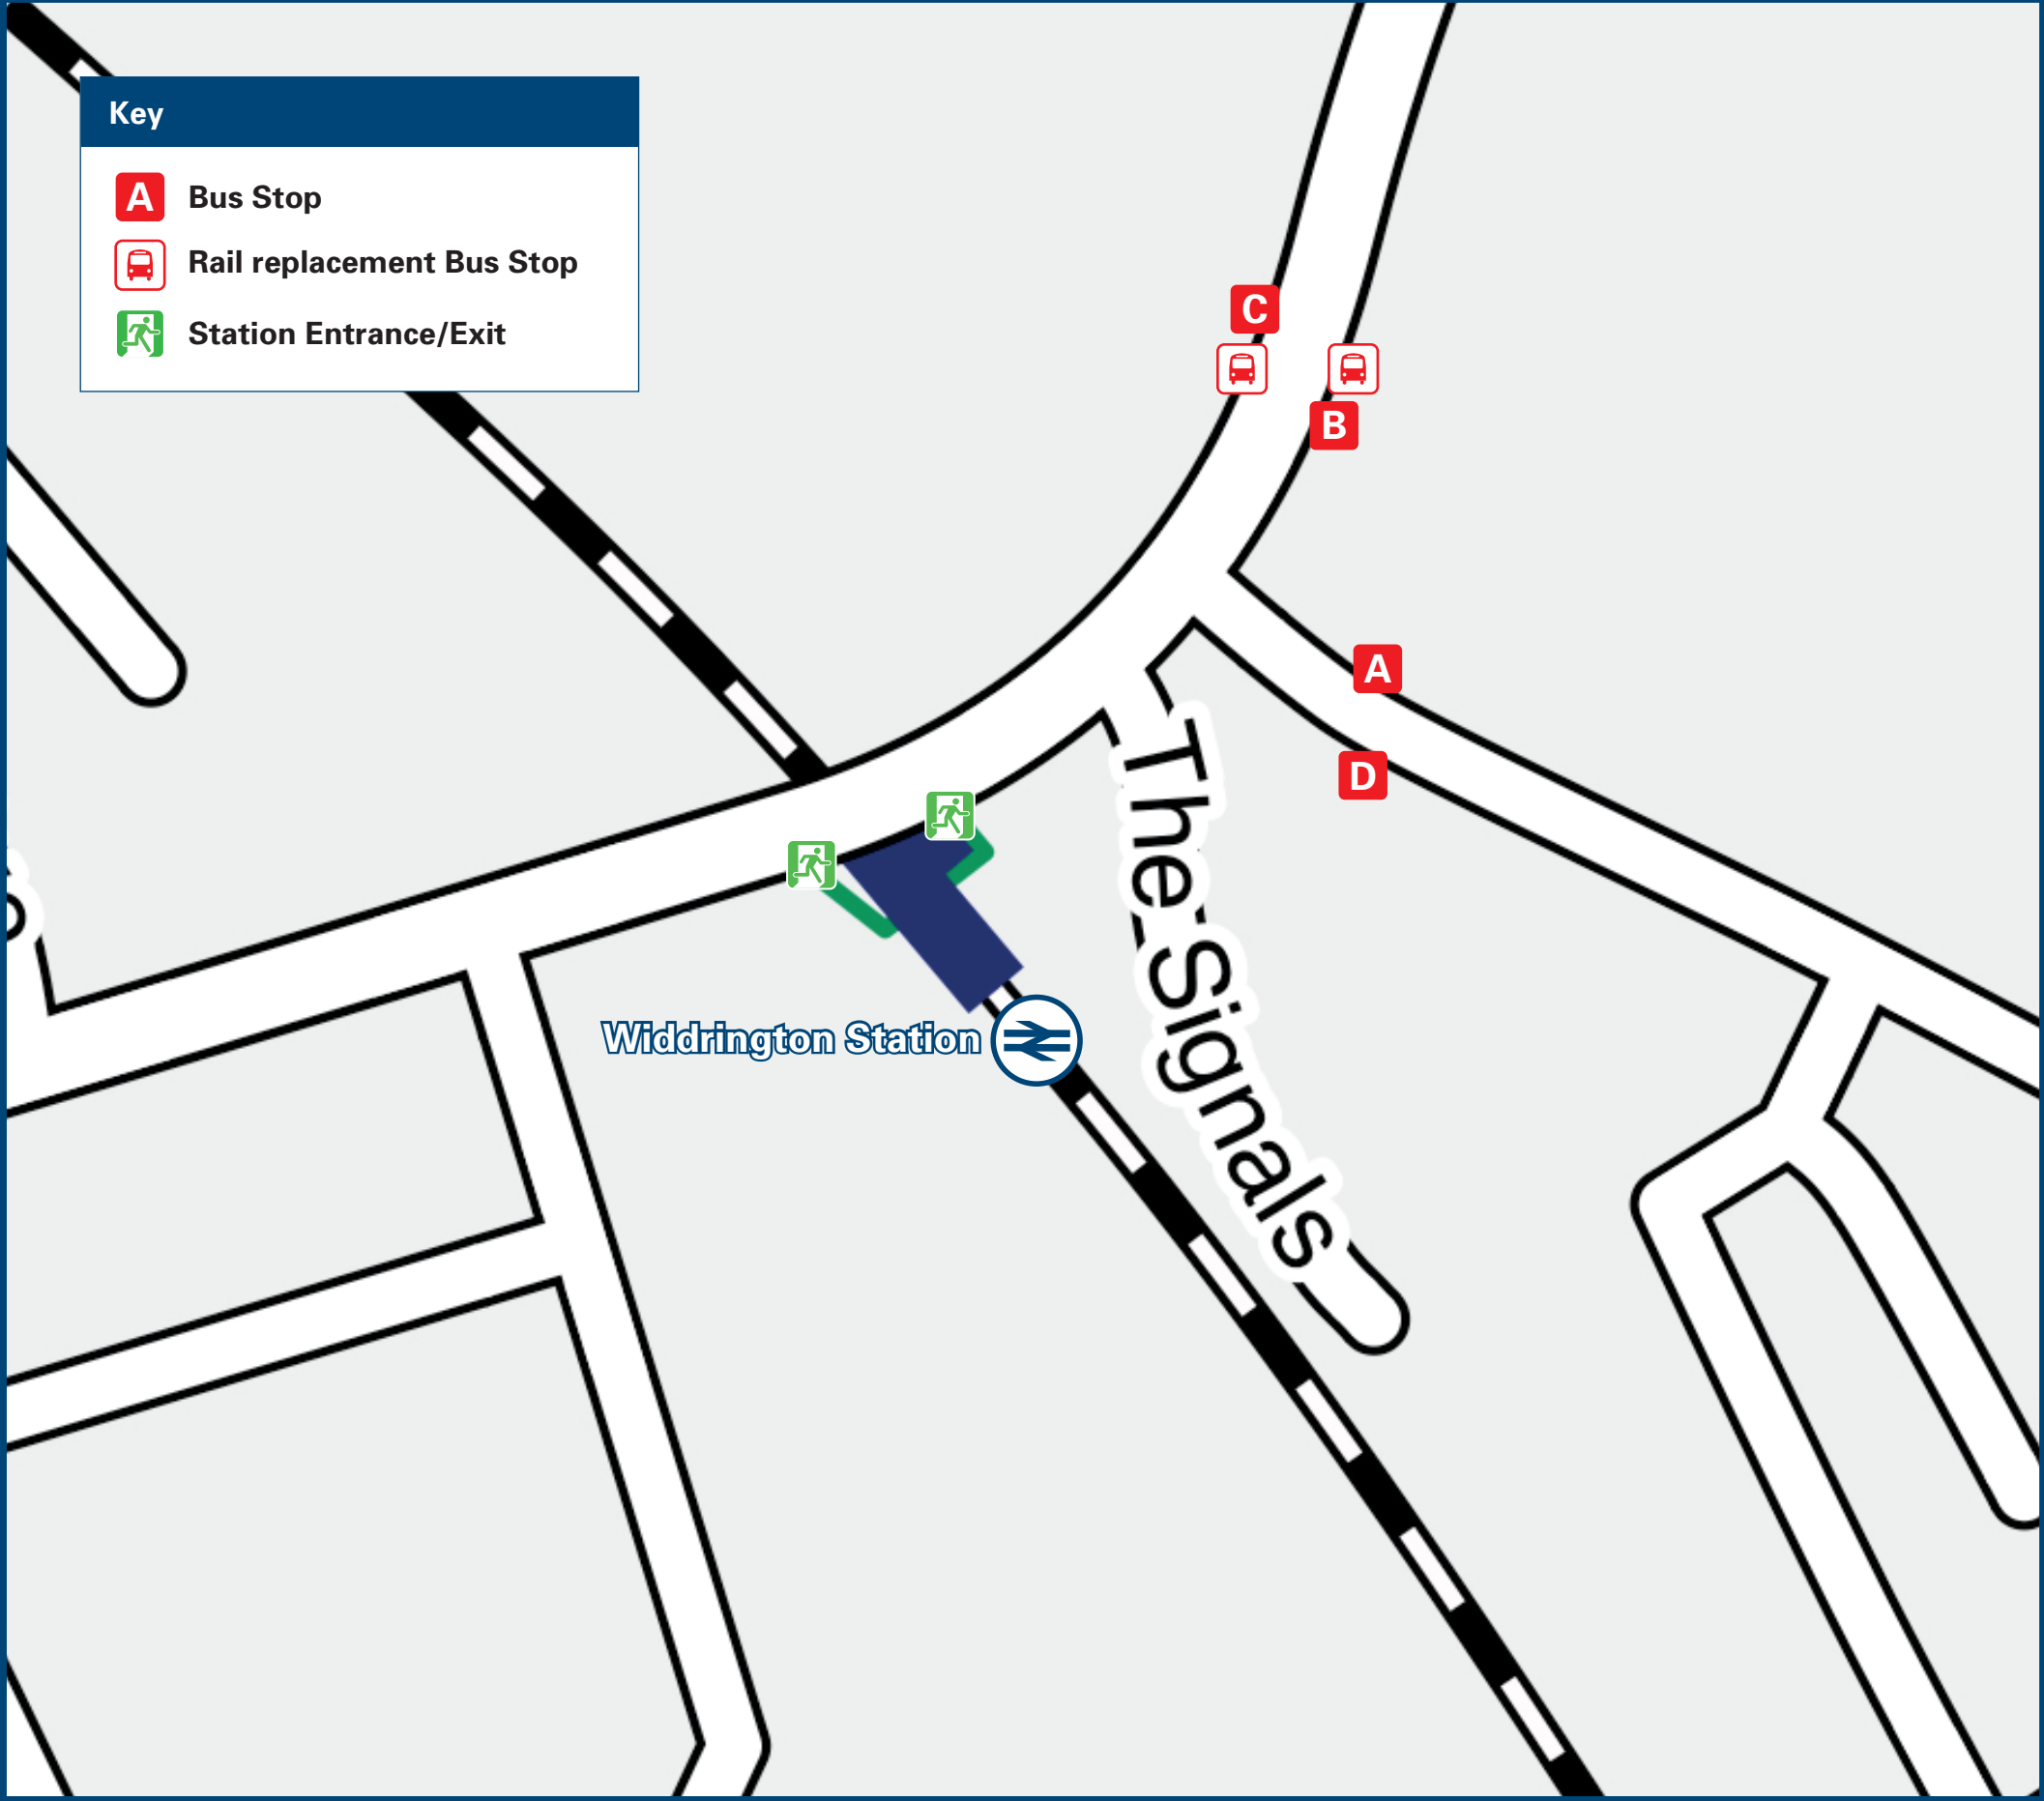 Key
A Bus Stop
Rail replacement Bus Stop
Station Entrance/Exit
C
B
A
D
The Signals
Widdrington Station